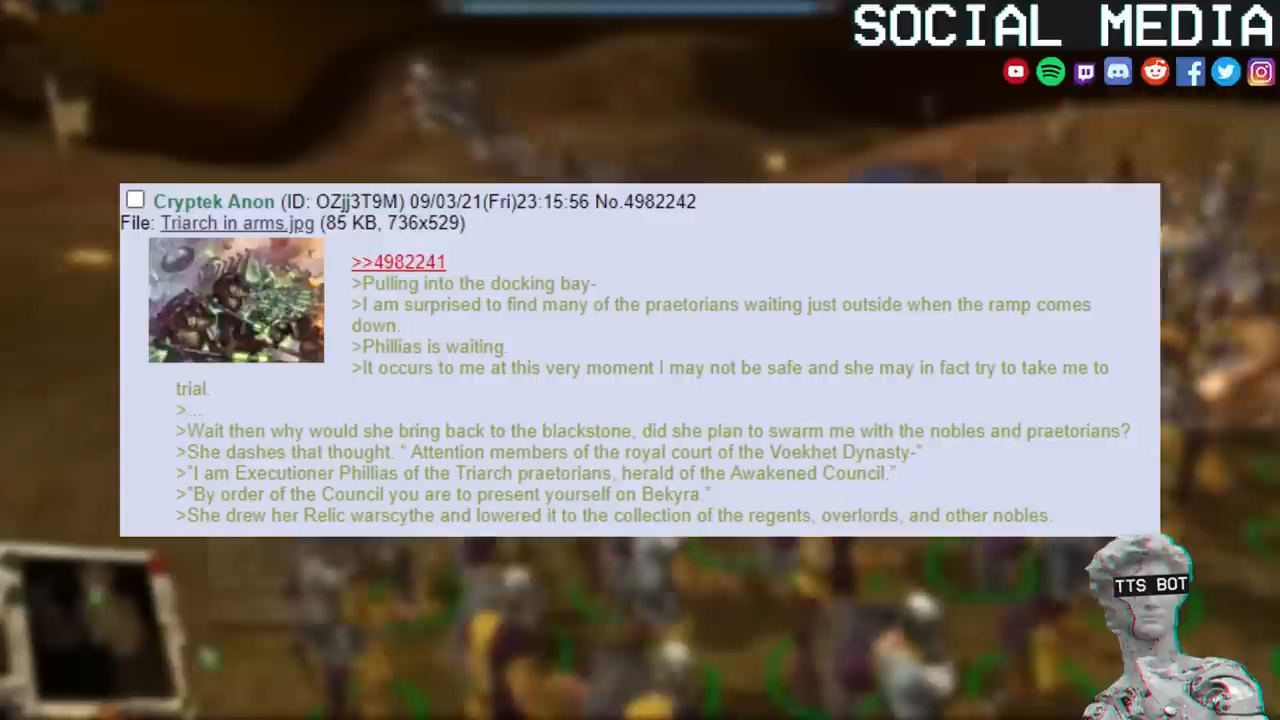 SOCIAL MEDIA
Cryptek Anon (ID: OZjj3T9M) 09/03/21(Fri)23:15:56 No.4982242
File: Triarch in arms.jpg (85 KB, 736x529)
>>4982241
>Pulling into the docking bay-
>I am surprised to find many of the praetorians waiting just outside when the ramp comes
down.
>Phillias is waiting.
>It occurs to me at this very moment I may not be safe and she may in fact try to take me to
trial.
>...
>Wait then why would she bring back to the blackstone, did she plan to swarm me with the nobles and praetorians?
>She dashes that thought. “ Attention members of the royal court of the Voekhet Dynasty-”
>”I am Executioner Phillias of the Triarch praetorians, herald of the Awakened Council.”
>”By order of the Council you are to present yourself on Bekyra.”
>She drew her Relic warscythe and lowered it to the collection of the regents, overlords, and other nobles.
TTS BOT